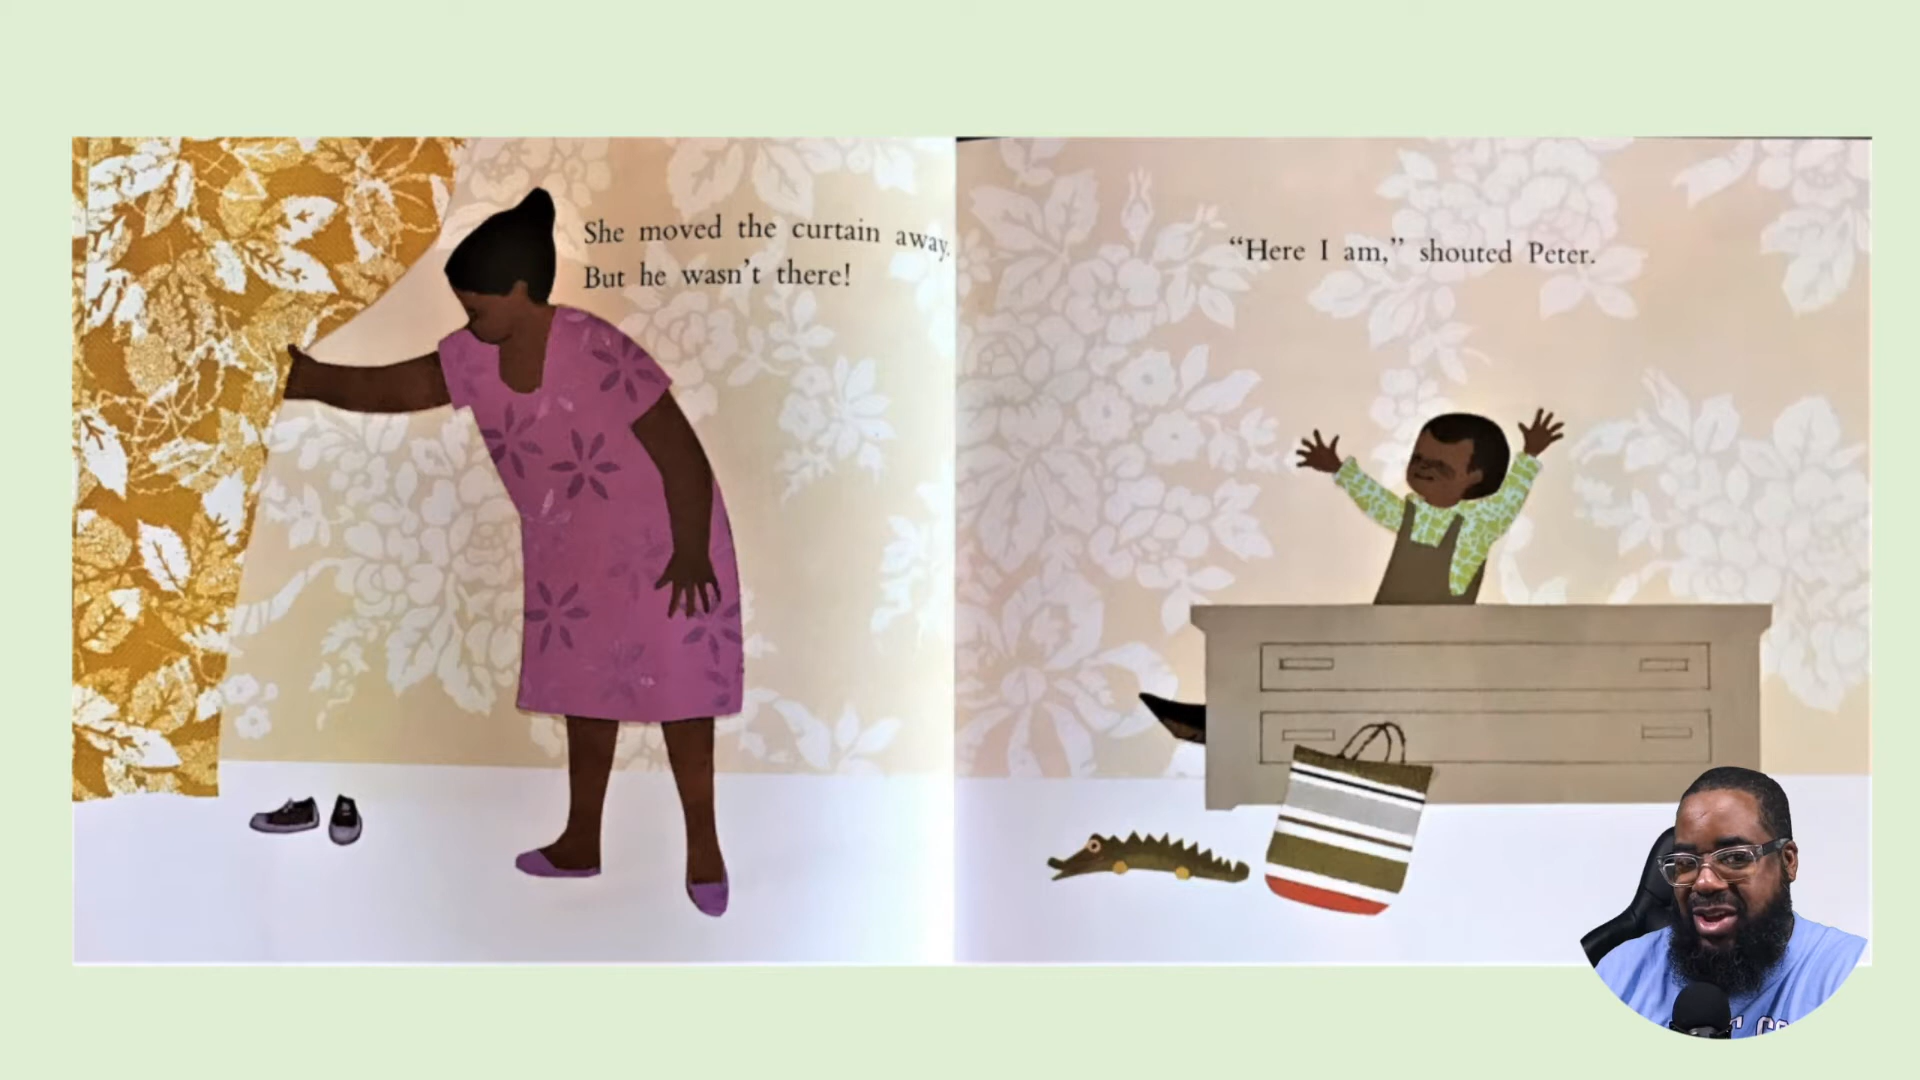 She moved the curtain away.
But he wasn't there!
“Here I am,” shouted Peter.